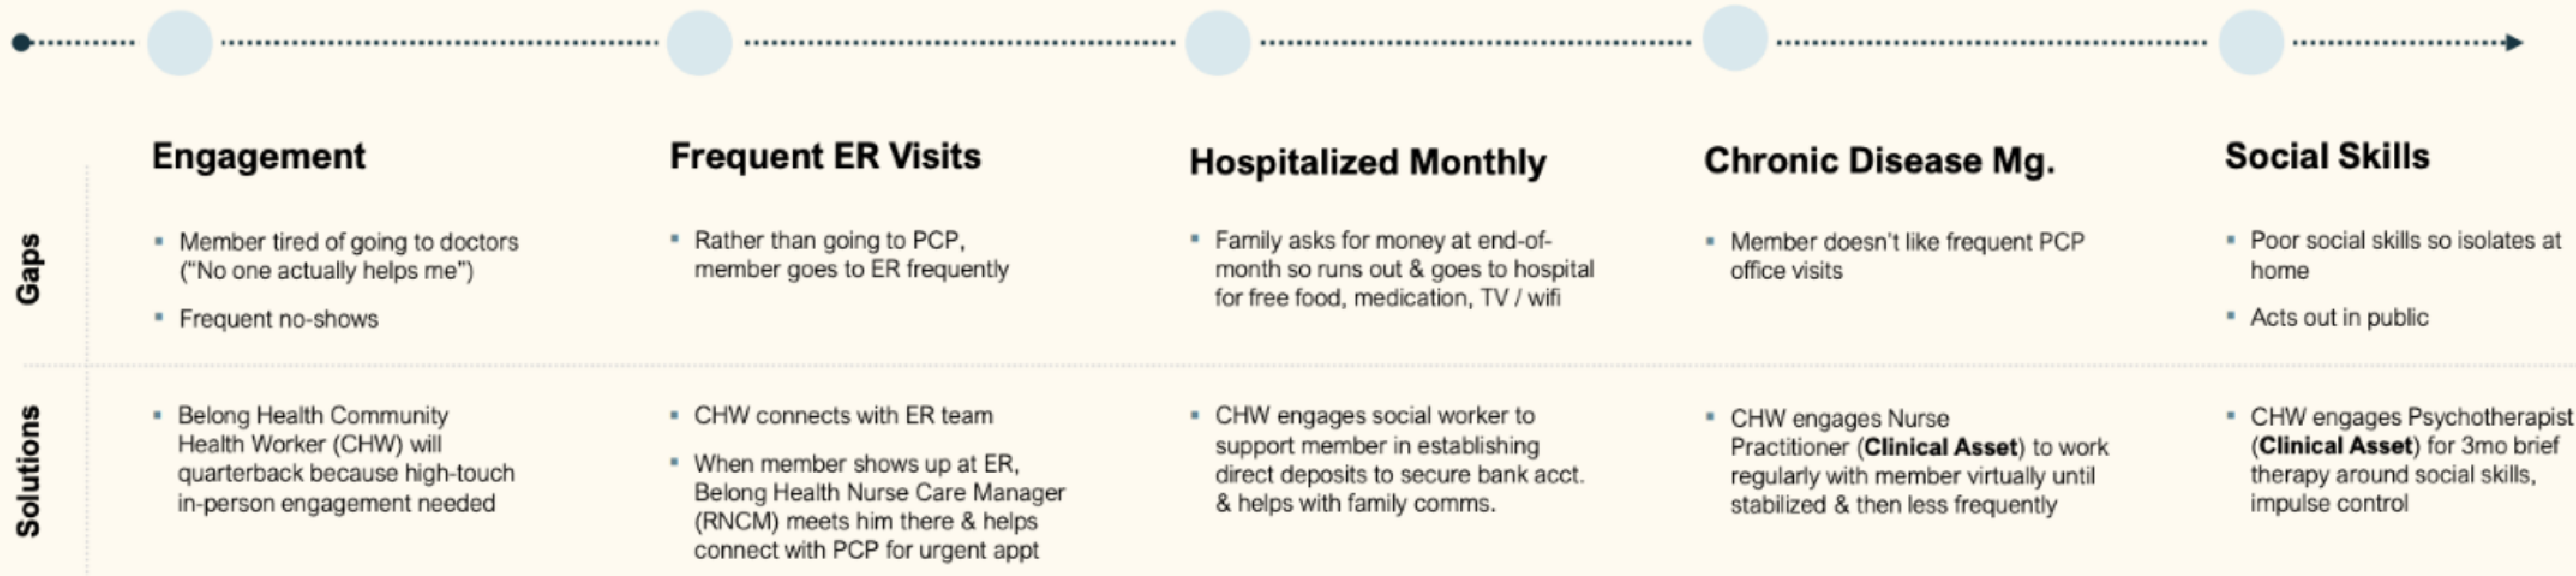 Engagement
Frequent ER Visits
Hospitalized Monthly
Chronic Disease Mg.
Social Skills
Gaps
Member tired of going to doctors
("No one actually helps me")
Frequent no-shows
Rather than going to PCP,
member goes to ER frequently
Family asks for money at end-of-
month so runs out & goes to hospital
for free food, medication, TV / wifi
Member doesn't like frequent PCP
office visits
Poor social skills so isolates at
home
Acts out in public
Solutions
Belong Health Community
Health Worker (CHW) will
quarterback because high-touch
in-person engagement needed
CHW connects with ER team
When member shows up at ER,
Belong Health Nurse Care Manager
(RNCM) meets him there & helps
connect with PCP for urgent appt
CHW engages social worker to
support member in establishing
direct deposits to secure bank acct.
& helps with family comms.
CHW engages Nurse
Practitioner (Clinical Asset) to work
regularly with member virtually until
stabilized & then less frequently
CHW engages Psychotherapist
(Clinical Asset) for 3mo brief
therapy around social skills,
impulse control